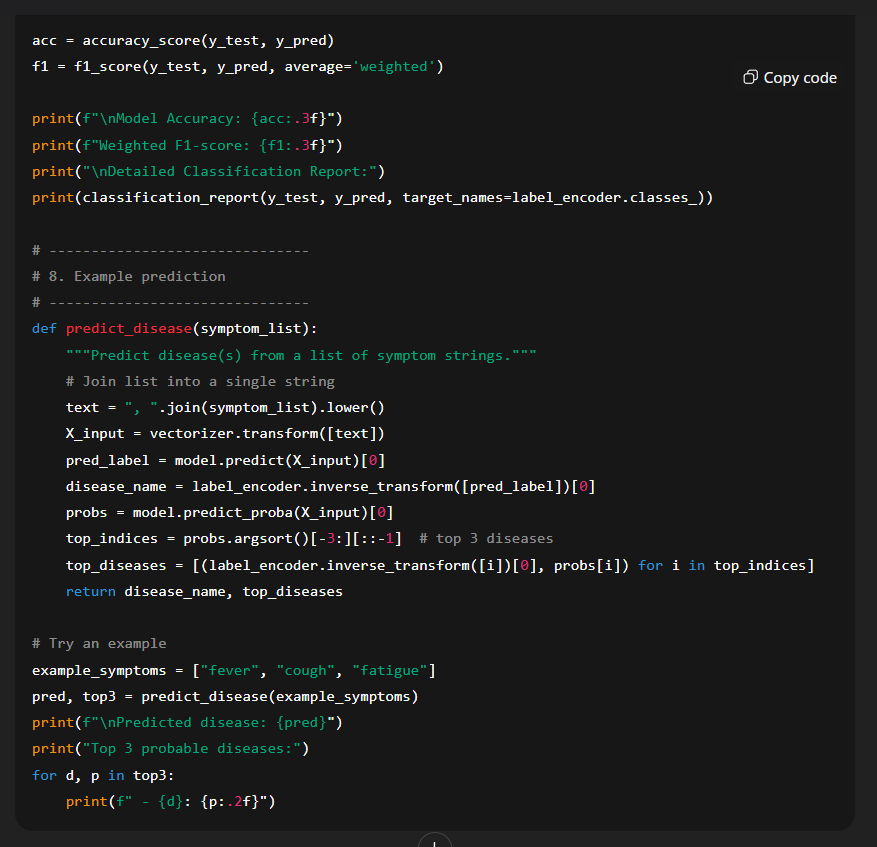 acc = accuracy_score(y_test, y_pred)
f1 = f1_score(y_test, y_pred, average='weighted')
Copy code
print(f"\nModel Accuracy: {acc:.3f}")
print(f"Weighted F1-score: {f1:.3f}")
print("\nDetailed Classification Report:")
print(classification_report(y_test, y_pred, target_names=label_encoder.classes_))
# -------------------------------
# 8. Example prediction
# -------------------------------
def predict_disease(symptom_list):
    """Predict disease(s) from a list of symptom strings."""
    # Join list into a single string
    text = ", ".join(symptom_list).lower()
    X_input = vectorizer.transform([text])
    pred_label = model.predict(X_input)[0]
    disease_name = label_encoder.inverse_transform([pred_label])[0]
    probs = model.predict_proba(X_input)[0]
    top_indices = probs.argsort()[-3:][::-1]  # top 3 diseases
    top_diseases = [(label_encoder.inverse_transform([i])[0], probs[i]) for i in top_indices]
    return disease_name, top_diseases
# Try an example
example_symptoms = ["fever", "cough", "fatigue"]
pred, top3 = predict_disease(example_symptoms)
print(f"\nPredicted disease: {pred}")
print("Top 3 probable diseases:")
for d, p in top3:
    print(f" - {d}: {p:.2f}")